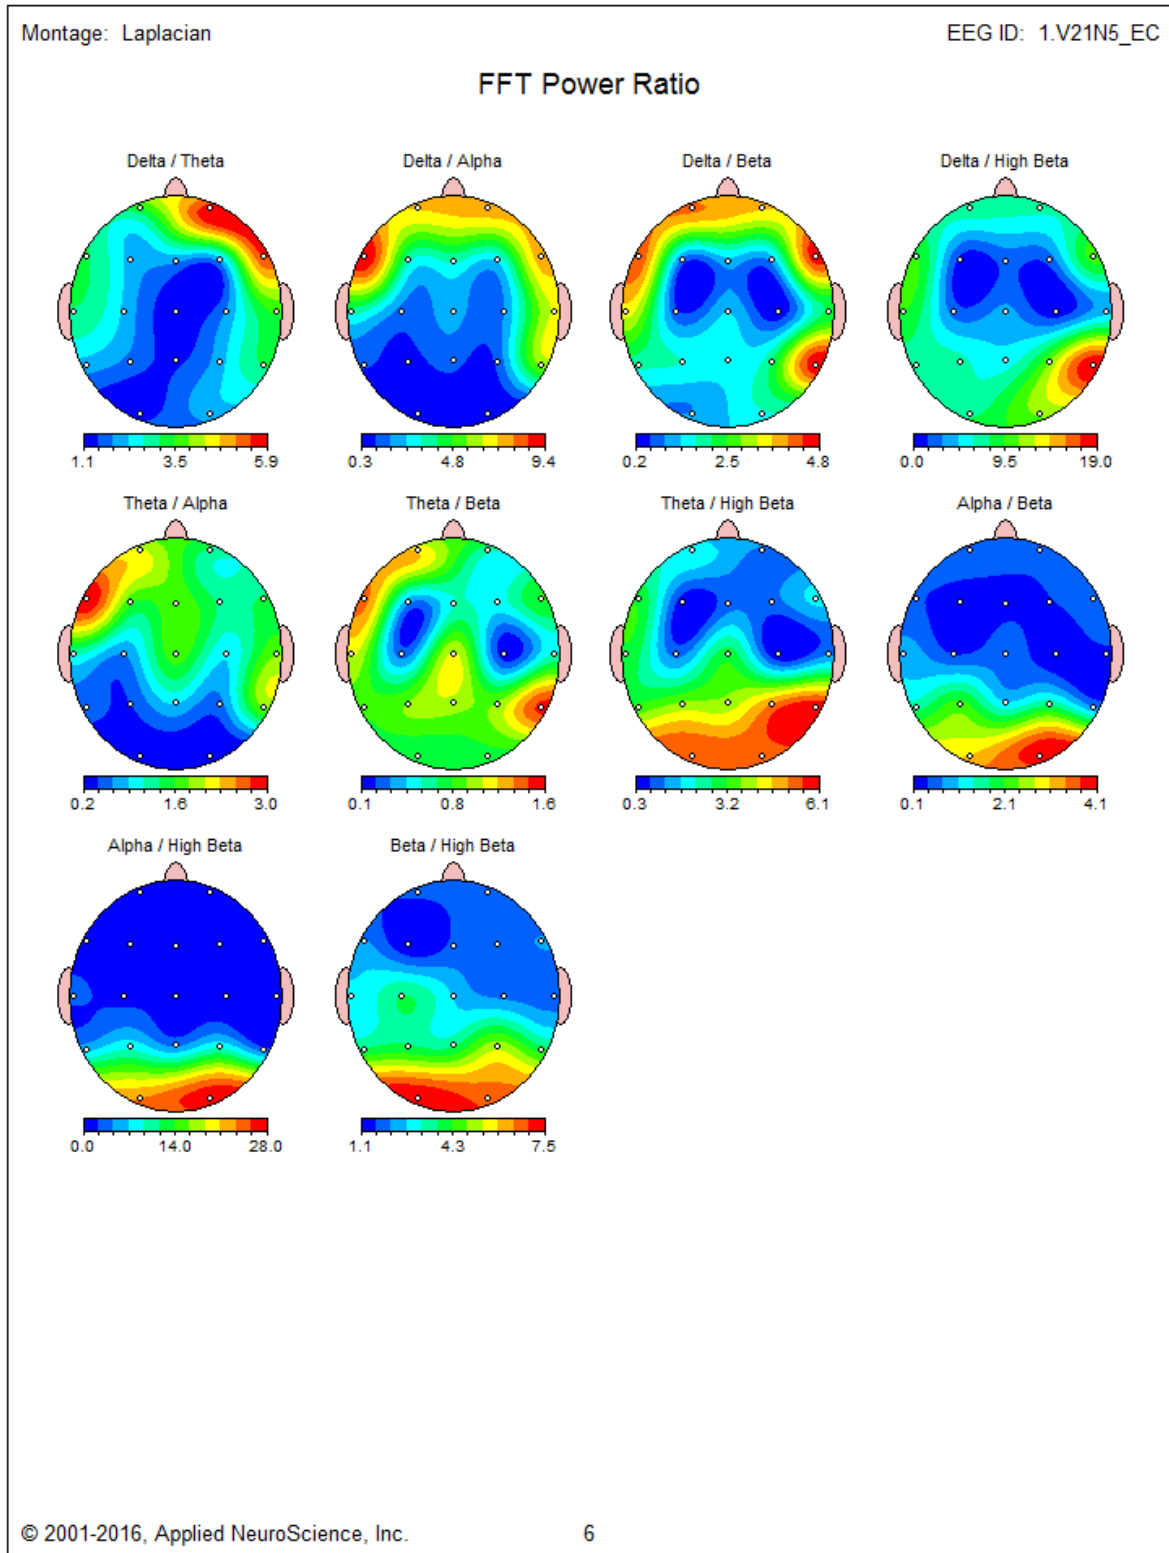 Montage: Laplacian EEG ID: 1.V21N5_EC
FFT Power Ratio
Delta / Theta Delta / Alpha Delta / Beta Delta / High Beta
1.1 3.5 5.9 0.3 4.8 9.4 0.2 2.5 4.8 0.0 9.5 19.0
Theta / Alpha Theta / Beta Theta / High Beta Alpha / Beta
0.2 1.6 3.0 0.1 0.8 1.6 0.3 3.2 6.1 0.1 2.1 4.1
Alpha / High Beta Beta / High Beta
0.0 14.0 28.0 1.1 4.3 7.5
© 2001-2016, Applied NeuroScience, Inc. 6